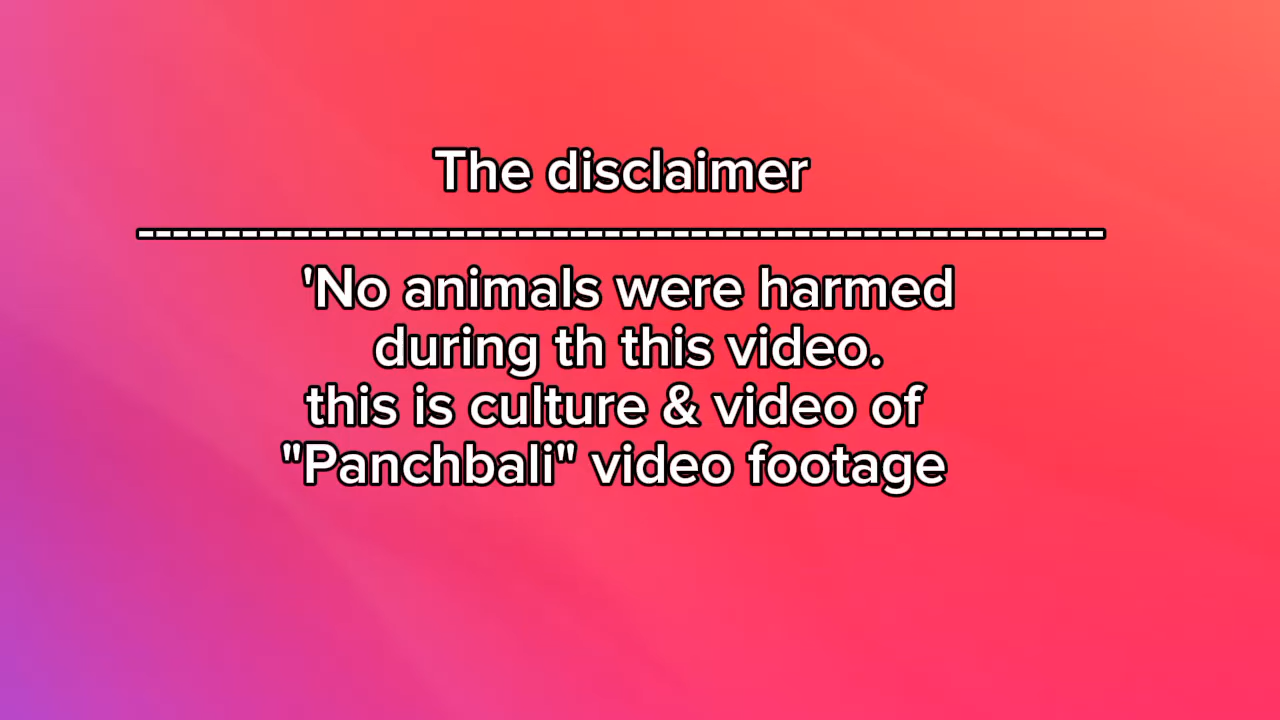 The disclaimer
--------------------------------------------------------
'No animals were harmed
during th this video.
this is culture & video of
"Panchbali" video footage